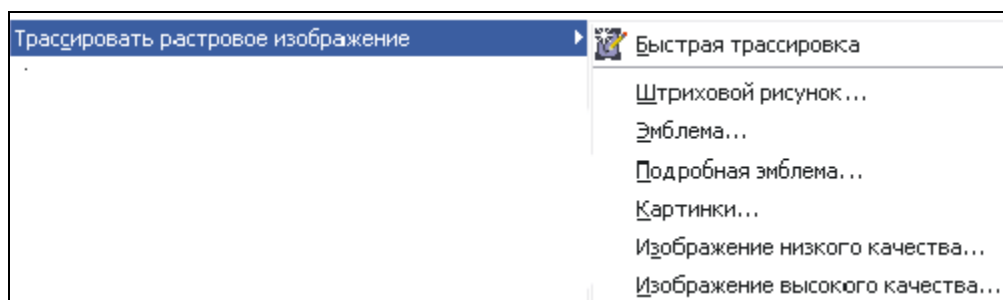 Трассировать растровое изображение
Быстрая трассировка
Штриховой рисунок...
Эмблема...
Подробная эмблема...
Картинки...
Изображение низкого качества...
Изображение высокого качества...